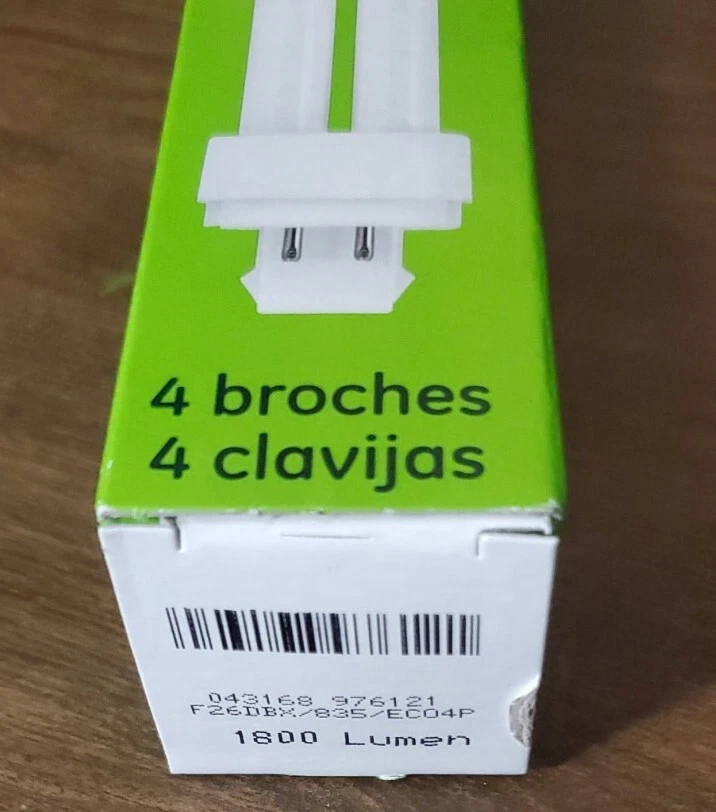 4 broches
4 clavijas
043168 976121
F26DBX/835/ECO4P
1800 Lumen